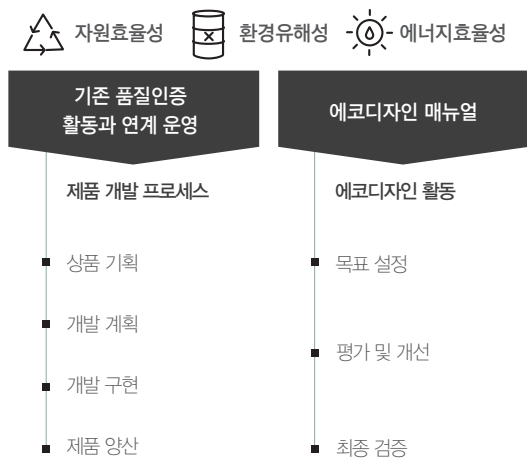 자원효율성 환경유해성 에너지효율성
기존 품질인증
활동과 연계 운영
제품 개발 프로세스
상품 기획
개발 계획
개발 구현
제품 양산
에코디자인 매뉴얼
에코디자인 활동
목표 설정
평가 및 개선
최종 검증